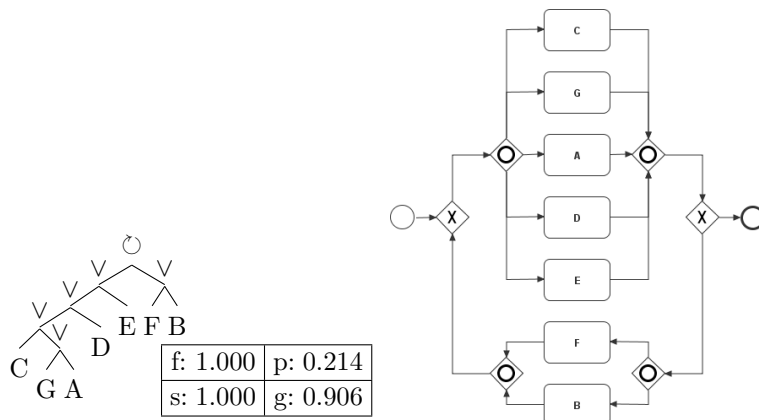 ↻
∨ ∨
∨
∨ ∨
E F B
D
C
G A
f: 1.000 p: 0.214
s: 1.000 g: 0.906
C
G
A
X
D
X
E
F
B